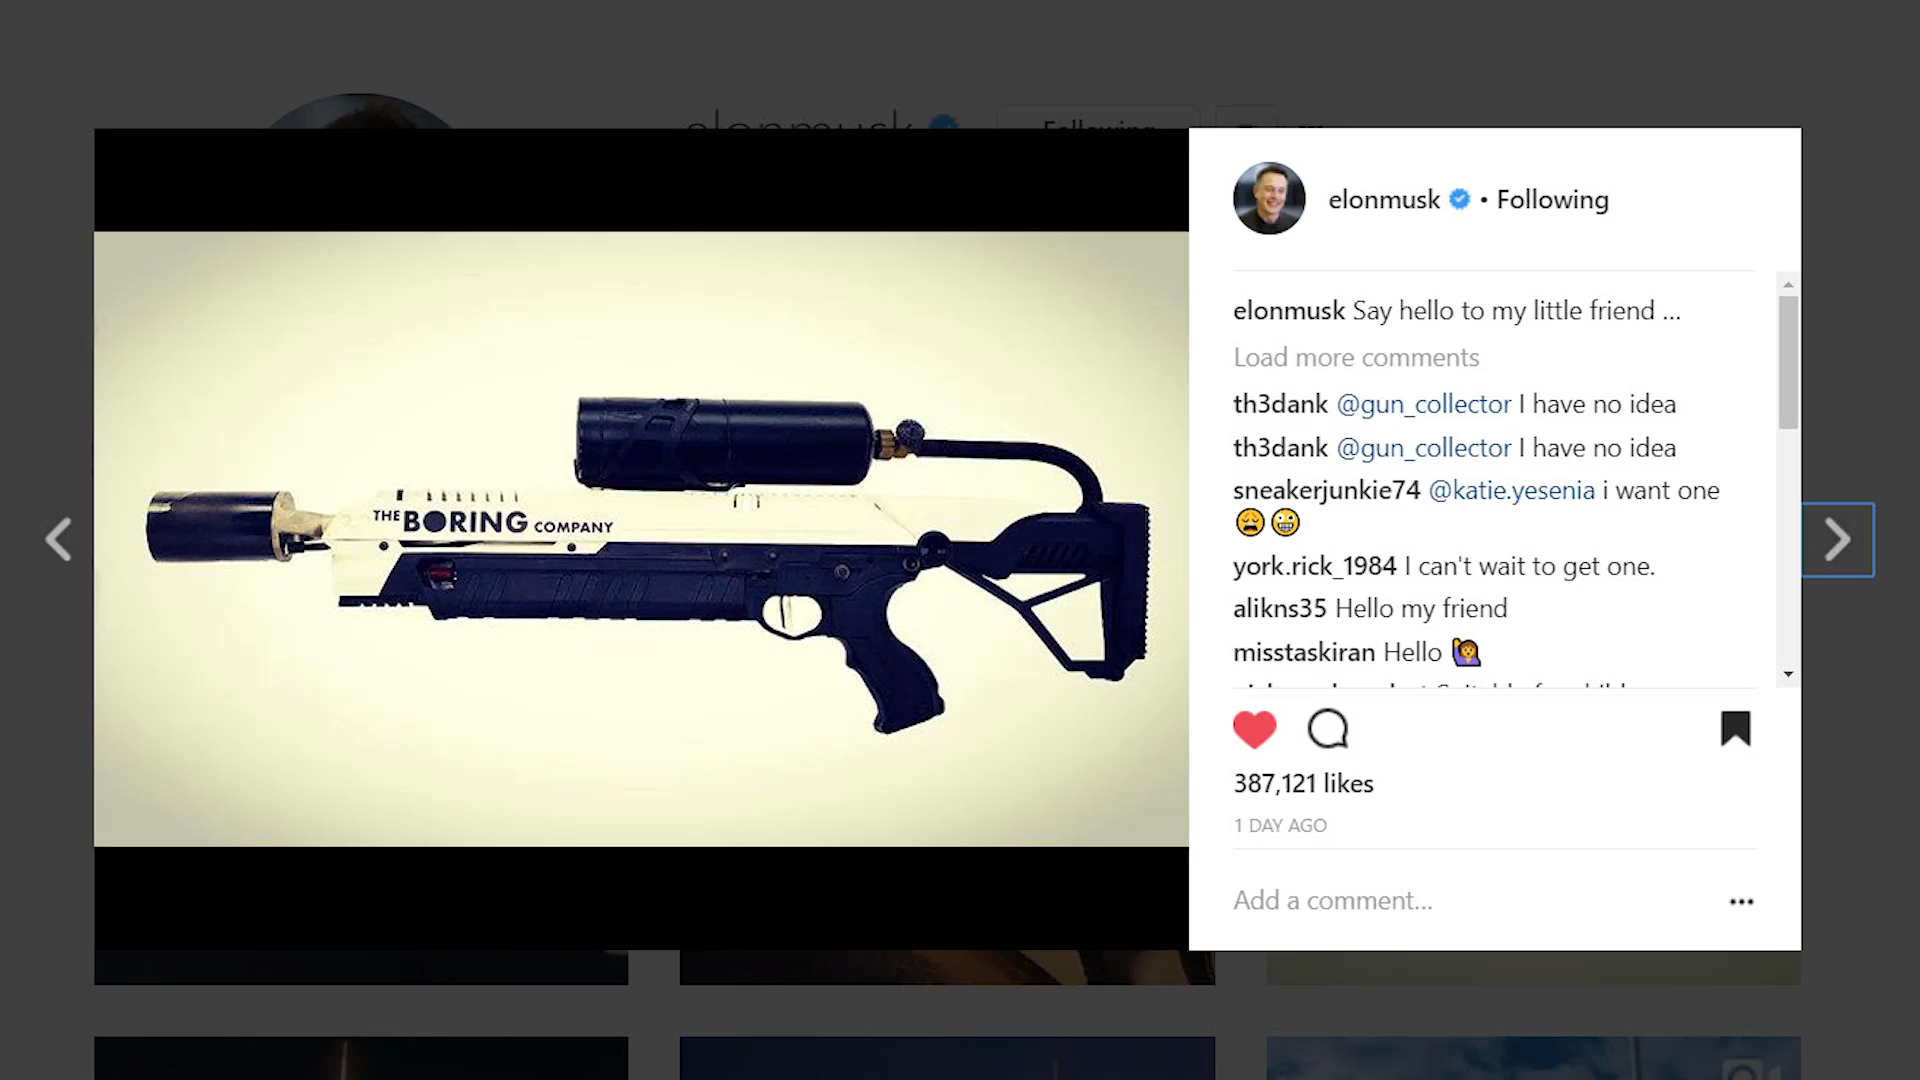 elonmusk
Following
elonmusk • Following
elonmusk Say hello to my little friend ...
Load more comments
th3dank @gun_collector I have no idea
th3dank @gun_collector I have no idea
sneakerjunkie74 @katie.yesenia i want one
😩🤪
york.rick_1984 I can't wait to get one.
alikns35 Hello my friend
misstaskiran Hello 🙋
THE BORING COMPANY
387,121 likes
1 DAY AGO
Add a comment...